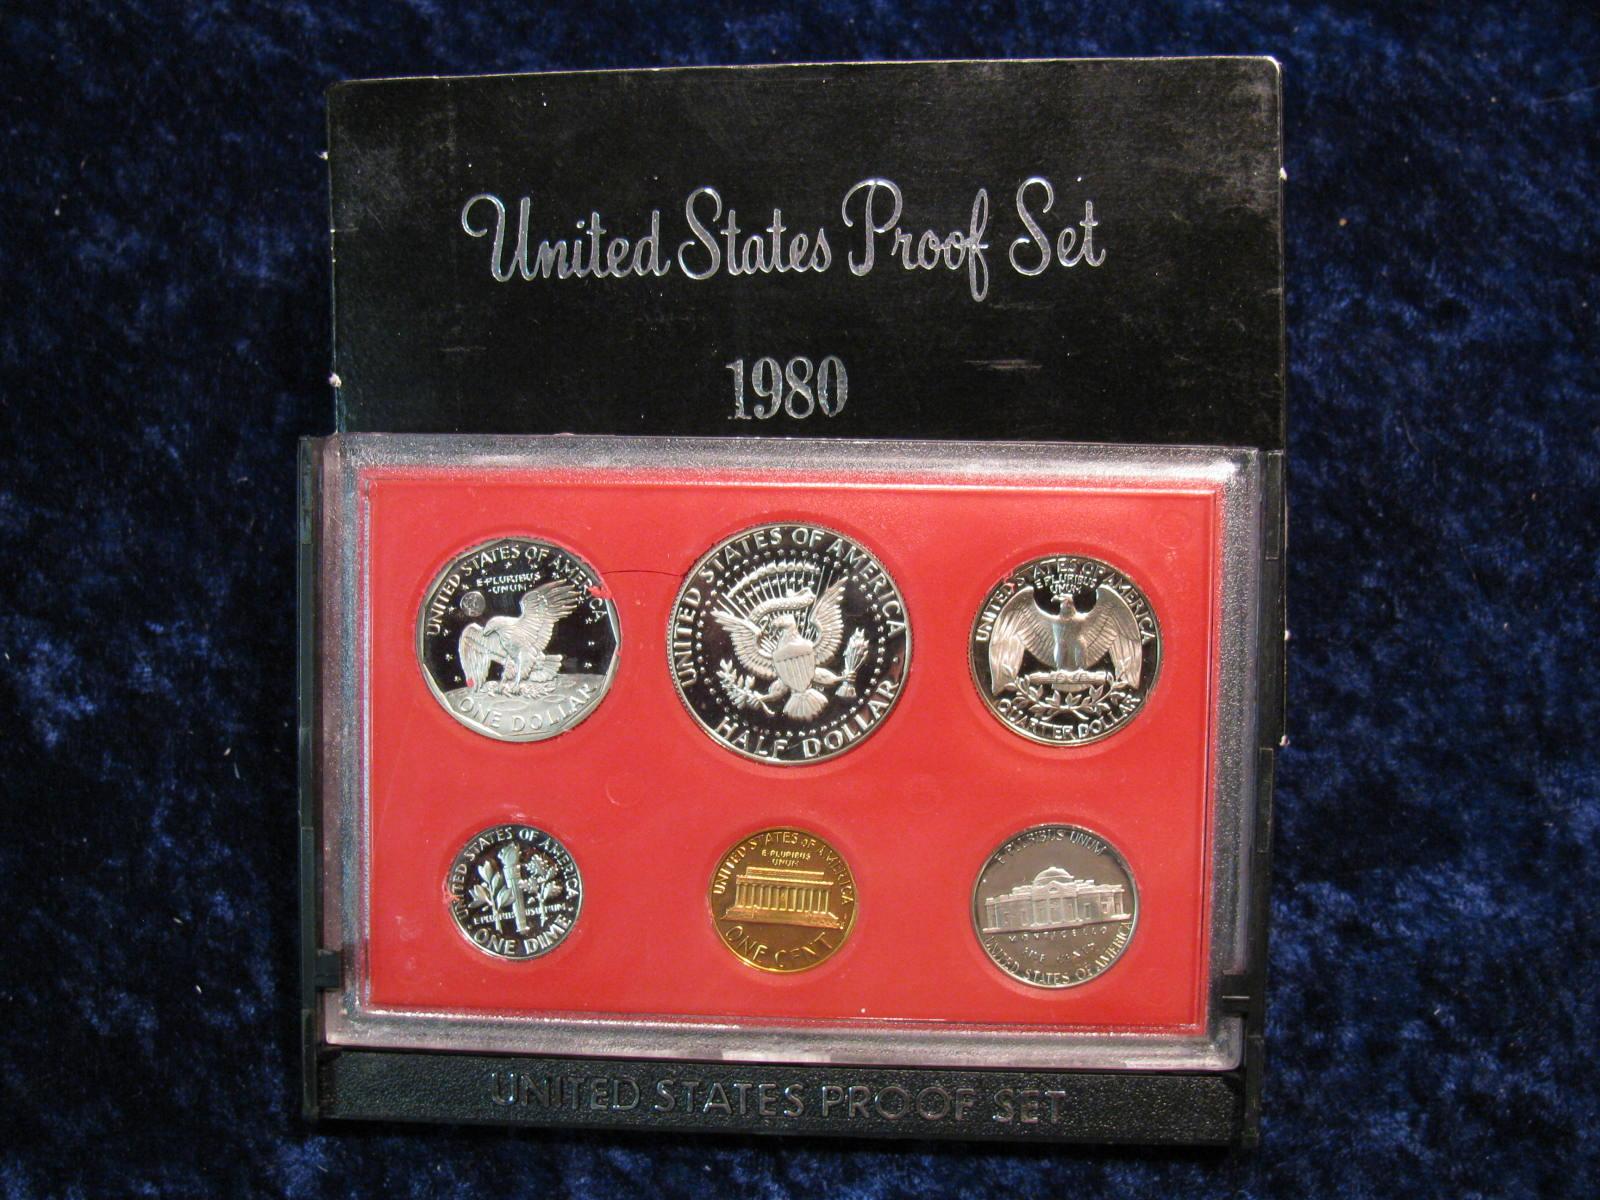 United States Proof Set
1980
UNITED STATES OF AMERICA
E·PLURIBUS
·UNUM·
ONE DOLLAR
UNITED STATES OF AMERICA
HALF DOLLAR
UNITED STATES OF AMERICA
E PLURIBUS
UNUM
QUARTER DOLLAR
UNITED STATES OF AMERICA
E PLURIBUS UNUM
ONE DIME
UNITED STATES OF AMERICA
E·PLURIBUS
UNUM
ONE CENT
E PLURIBUS UNUM
MONTICELLO
FIVE CENTS
UNITED STATES OF AMERICA
UNITED STATES PROOF SET